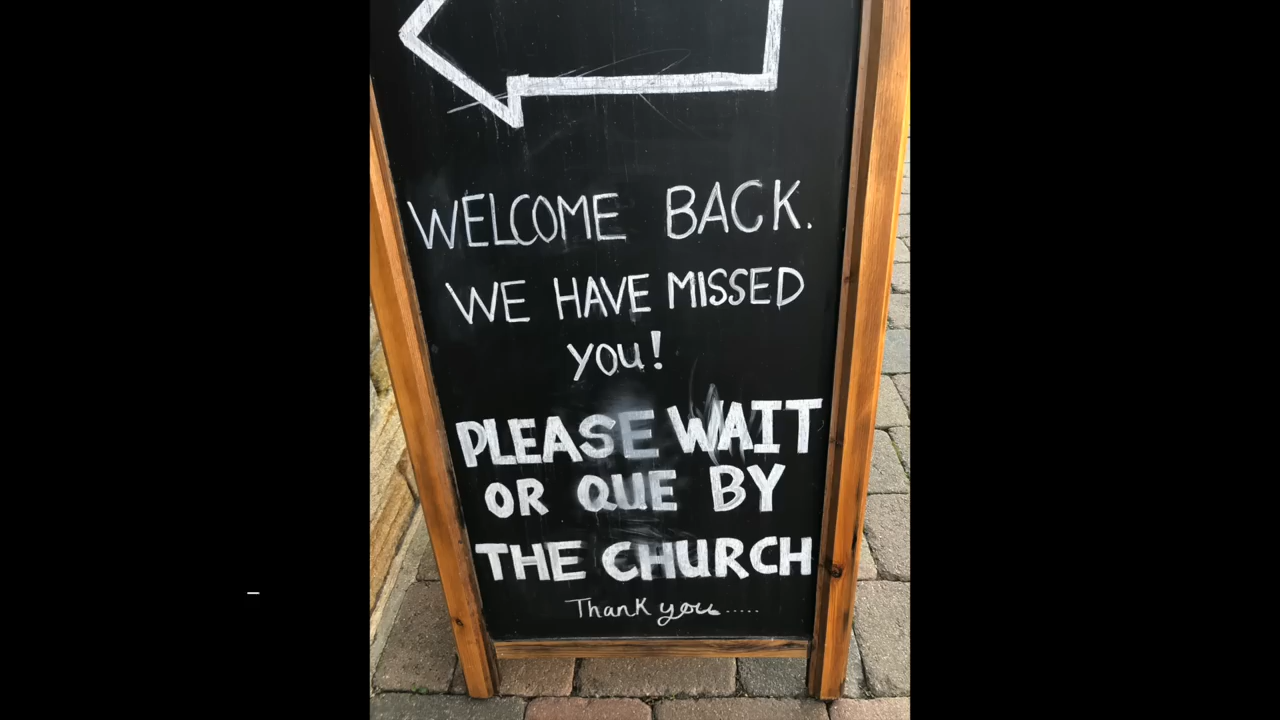 WELCOME BACK.
WE HAVE MISSED
YOU!
PLEASE WAIT
OR QUE BY
THE CHURCH
Thank you.....